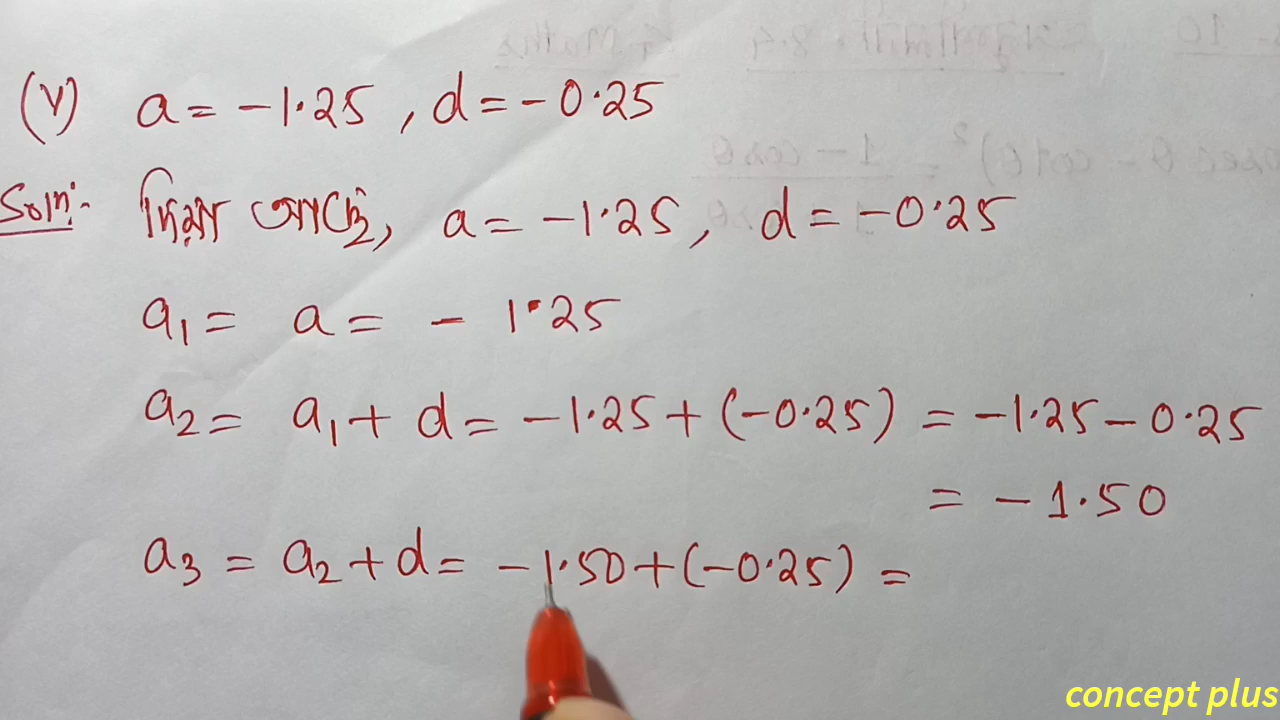 (v) a = -1.25, d = -0.25
Soln:- দিয়া আছে, a = -1.25, d = -0.25
a₁ = a = - 1.25
a₂ = a₁ + d = -1.25 + (-0.25) = -1.25 - 0.25
= -1.50
a₃ = a₂ + d = -1.50 + (-0.25) =
concept plus